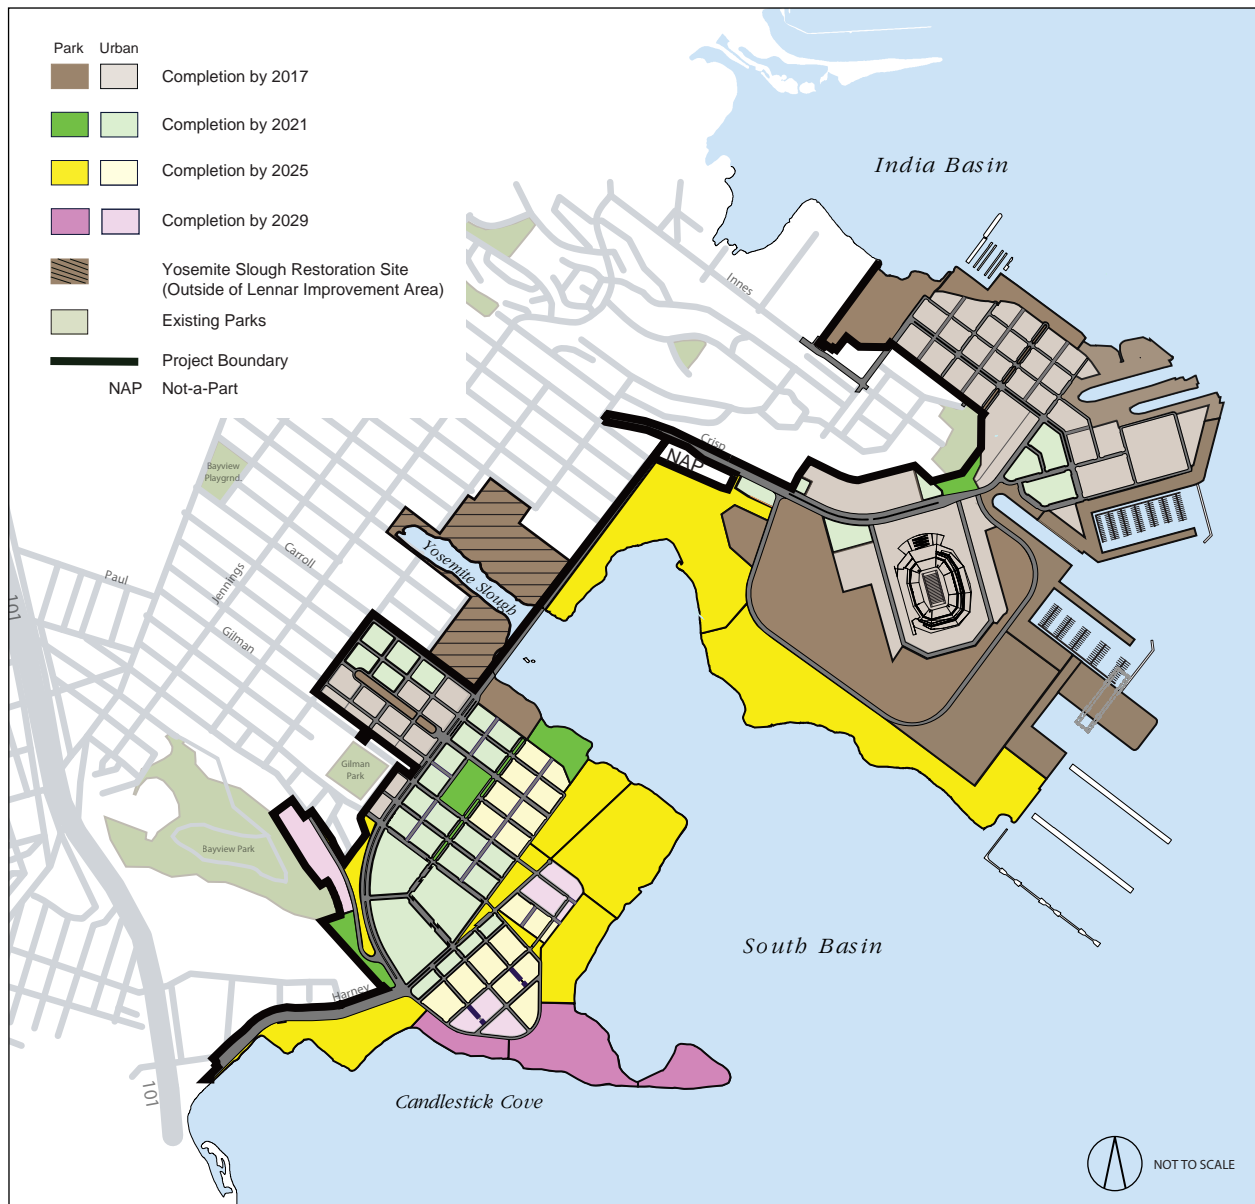 Park Urban
Completion by 2017
Completion by 2021
Completion by 2025
Completion by 2029
Yosemite Slough Restoration Site
(Outside of Lennar Improvement Area)
Existing Parks
Project Boundary
NAP Not-a-Part
India Basin
Innes
Crisp
NAP
Bayview
Playgrnd.
Yosemite Slough
Carroll
Paul
Jennings
Gilman
101
Gilman
Park
Bayview Park
South Basin
Harney
101
Candlestick Cove
NOT TO SCALE